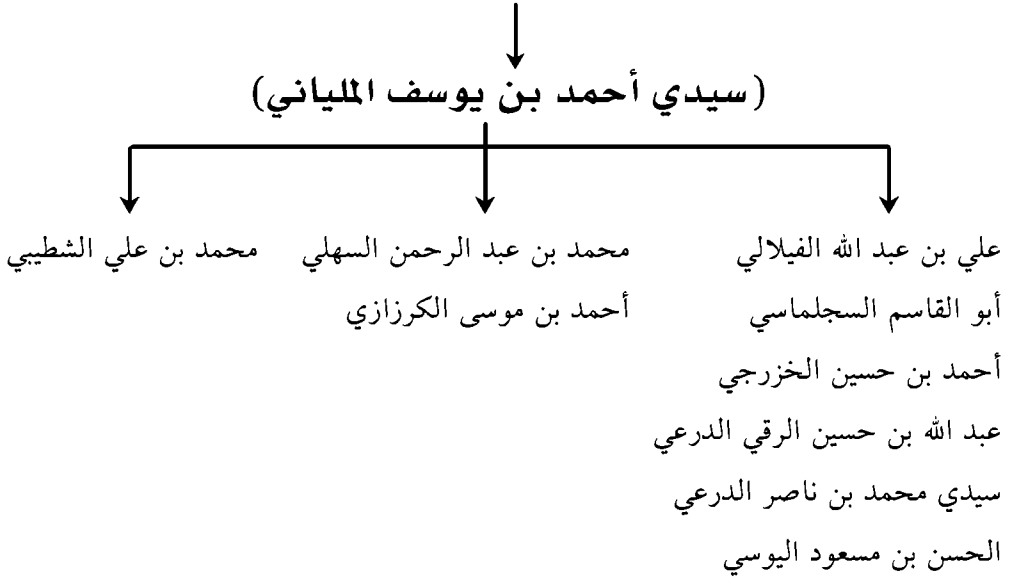 (سيدي أحمد بن يوسف الملياني)
علي بن عبد الله الفيلالي
أبو القاسم السجلماسي
أحمد بن حسين الخزرجي
عبد الله بن حسين الرقي الدرعي
سيدي محمد بن ناصر الدرعي
الحسن بن مسعود اليوسي
محمد بن عبد الرحمن السهلي
أحمد بن موسى الكرزازي
محمد بن علي الشطيبي